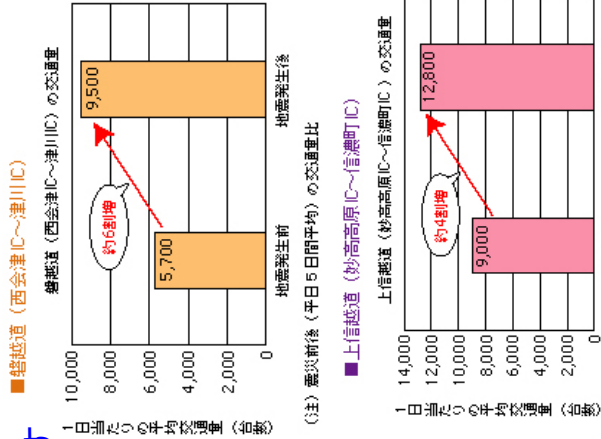 ■磐越道（西会津IC～津川IC）
磐越道（西会津IC～津川IC）の交通量
1日当たりの平均交通量（台数）
10,000
8,000
6,000
4,000
2,000
0
5,700
9,500
約6割増
地震発生前
地震発生後
（注）震災前後（平日5日間平均）の交通量比
■上信越道（妙高高原IC～信濃町IC）
上信越道（妙高高原IC～信濃町IC）の交通量
1日当たりの平均交通量（台数）
14,000
12,000
10,000
8,000
6,000
4,000
2,000
0
9,000
12,800
約4割増